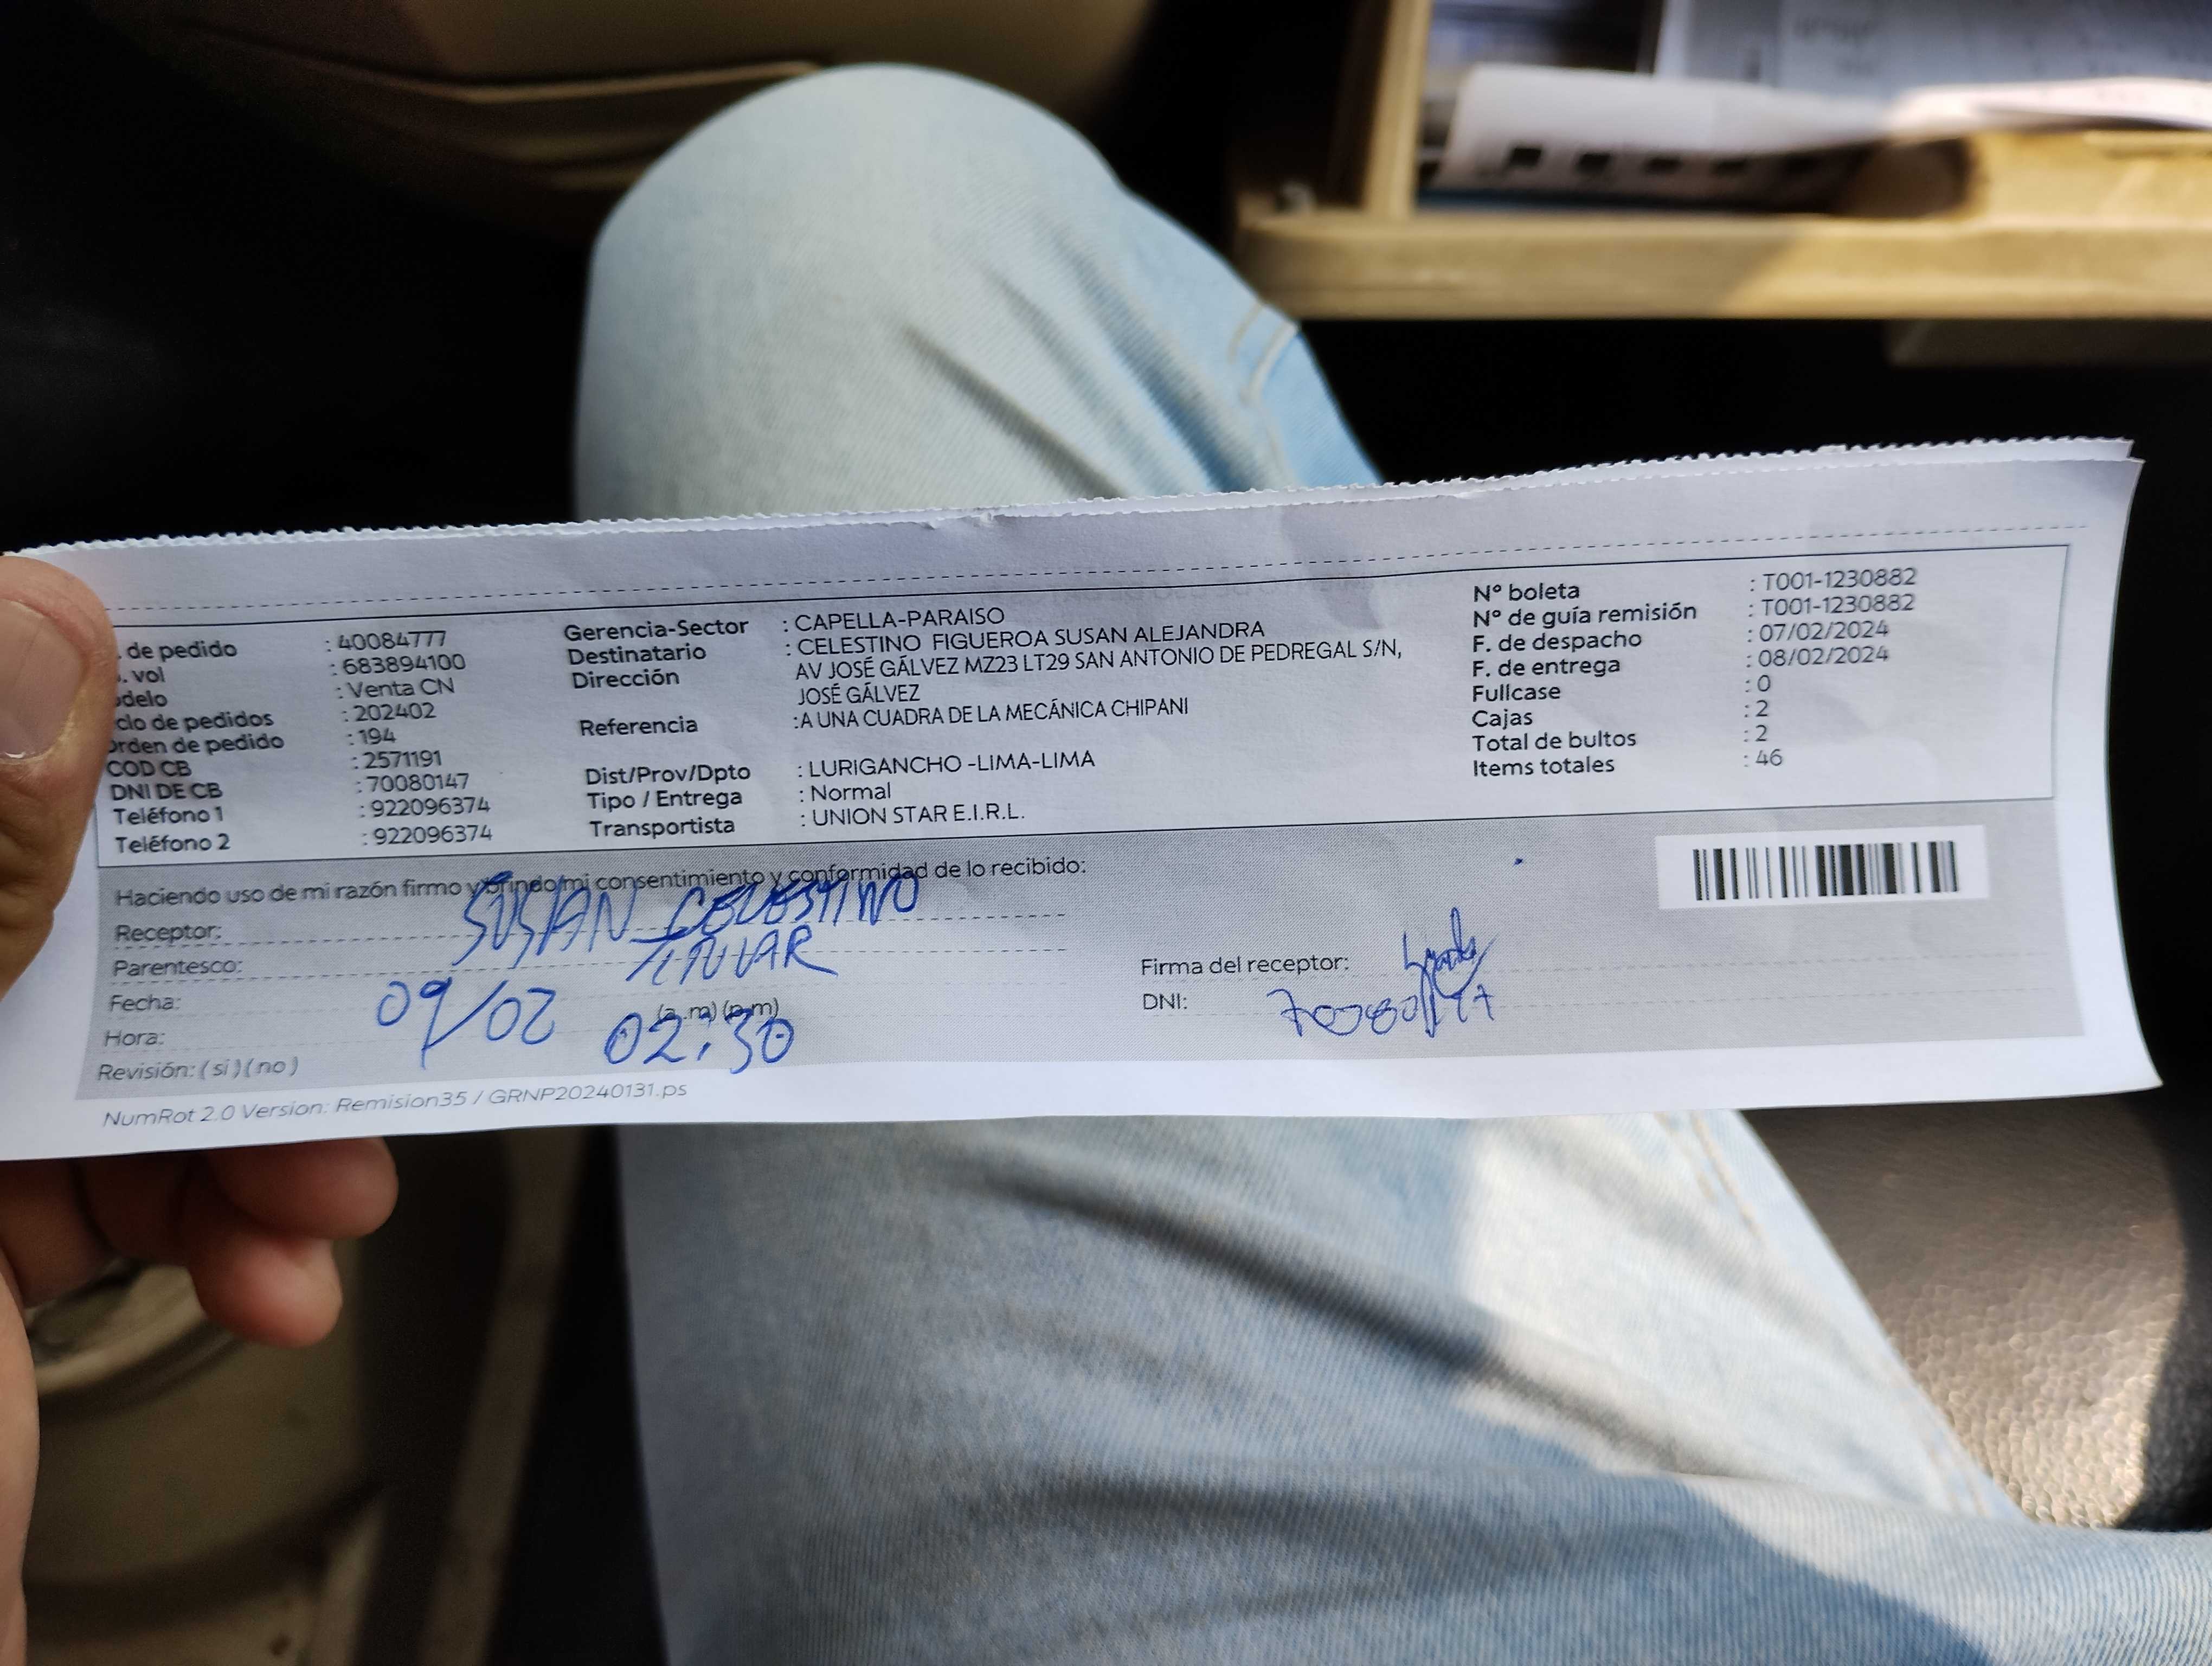 . de pedido : 40084777
. vol : 683894100
odelo : Venta CN
clo de pedidos : 202402
Orden de pedido : 194
COD CB : 2571191
DNI DE CB : 70080147
Teléfono 1 : 922096374
Teléfono 2 : 922096374
Gerencia-Sector : CAPELLA-PARAISO
Destinatario : CELESTINO FIGUEROA SUSAN ALEJANDRA
Dirección : AV JOSÉ GÁLVEZ MZ23 LT29 SAN ANTONIO DE PEDREGAL S/N,
JOSÉ GÁLVEZ
Referencia : A UNA CUADRA DE LA MECÁNICA CHIPANI
Dist/Prov/Dpto : LURIGANCHO -LIMA-LIMA
Tipo / Entrega : Normal
Transportista : UNION STAR E.I.R.L.
Nº boleta : T001-1230882
Nº de guía remisión : T001-1230882
F. de despacho : 07/02/2024
F. de entrega : 08/02/2024
Fullcase : 0
Cajas : 2
Total de bultos : 2
Items totales : 46
Haciendo uso de mi razón firmo y brindo mi consentimiento y conformidad de lo recibido:
Receptor: SUSAN CELESTINO
Parentesco: TITULAR
Fecha: 09/02
(a.m) (p.m)
Hora: 02:30
Revisión: ( si ) ( no )
Firma del receptor:
DNI: 70080147
NumRot 2.0 Version: Remision35 / GRNP20240131.ps